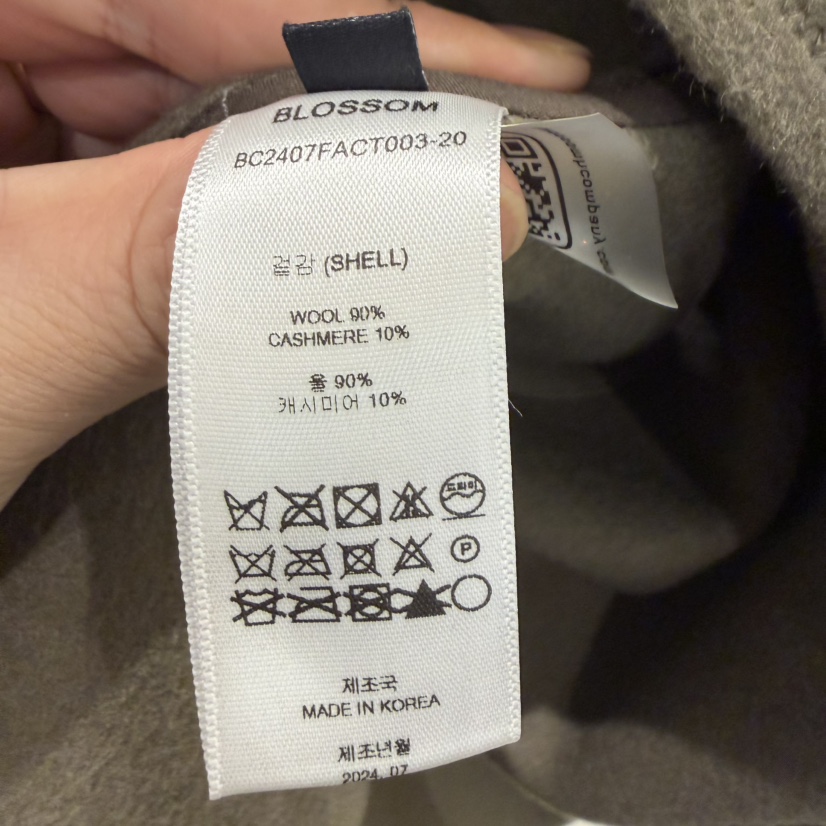 BLOSSOM
BC2407FACT003-20
겉감 (SHELL)
WOOL 90%
CASHMERE 10%
울 90%
캐시미어 10%
드라이
P
제조국
MADE IN KOREA
제조년월
2024. 07